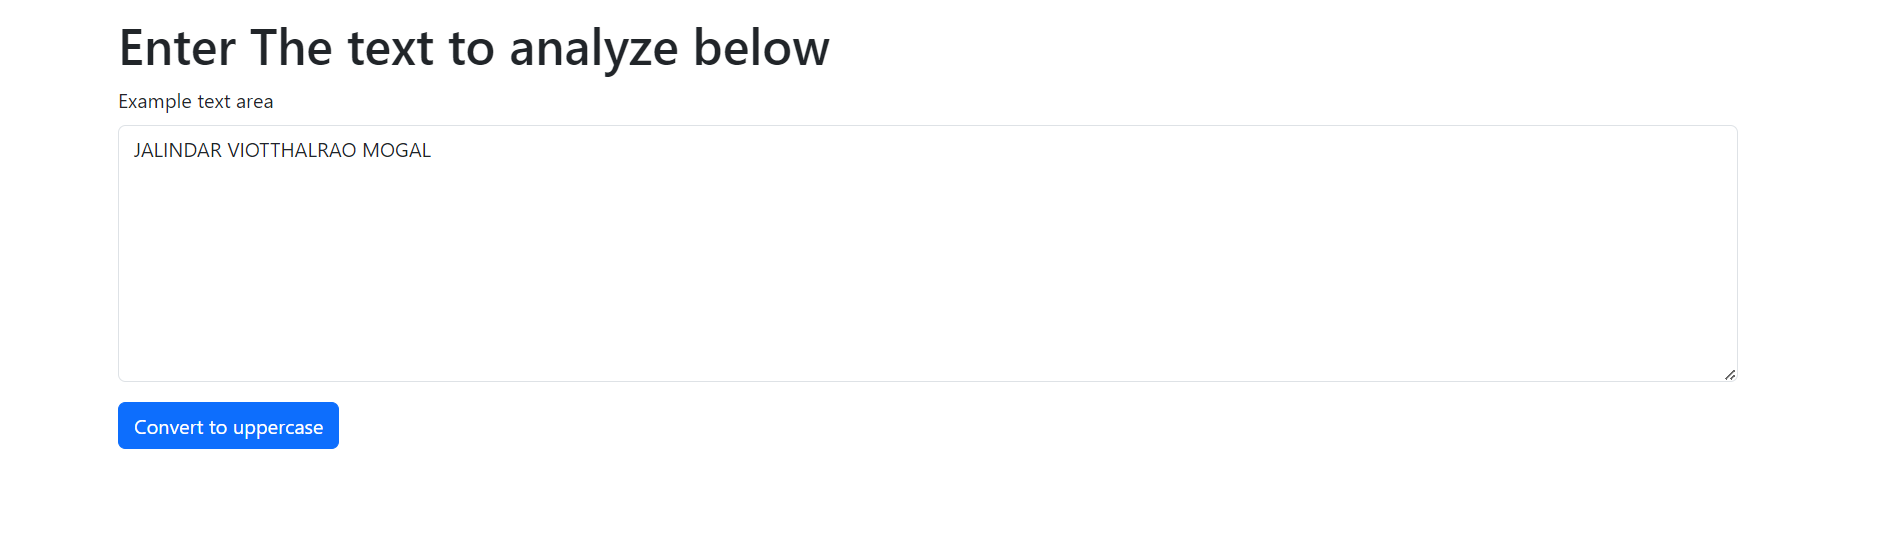 Enter The text to analyze below
Example text area
JALINDAR VIOTTHALRAO MOGAL
Convert to uppercase